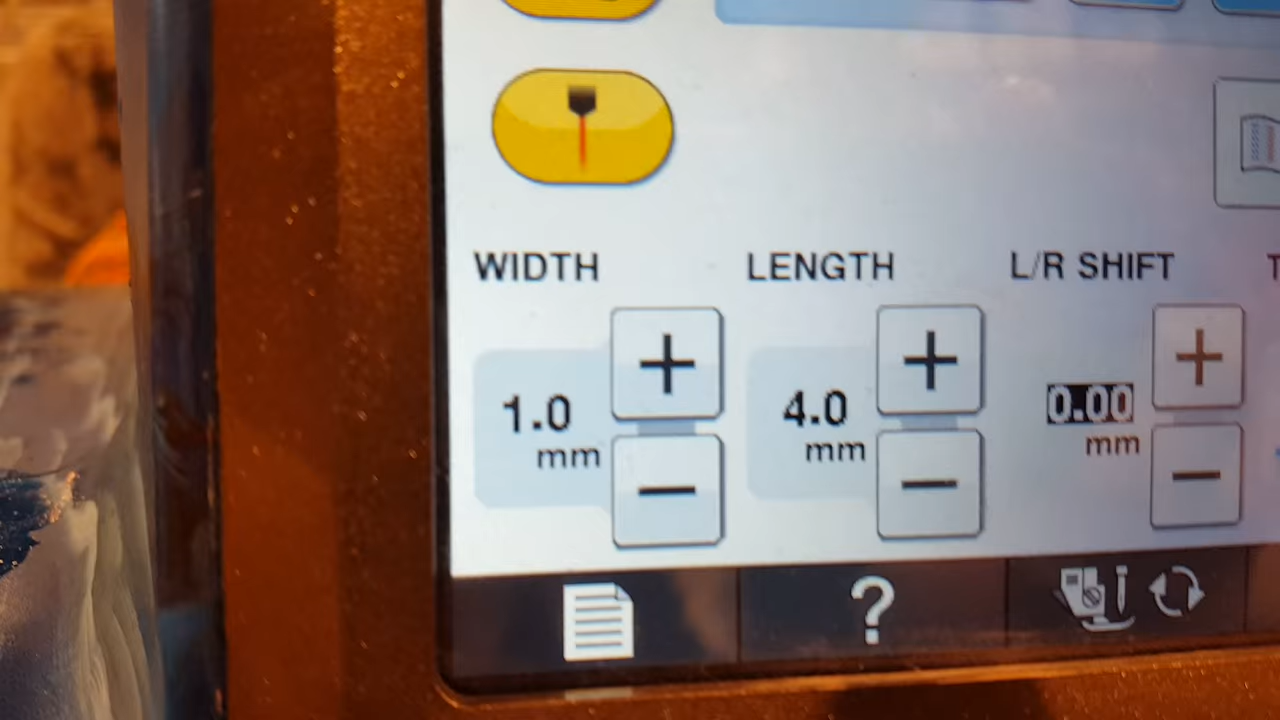 WIDTH LENGTH L/R SHIFT T
+ + +
1.0 4.0 0.00
mm mm mm
- - -
?